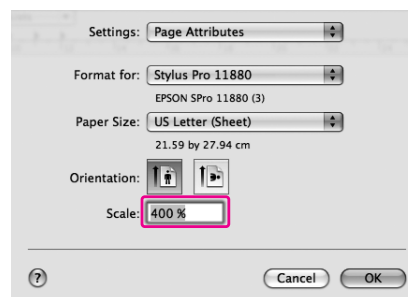 Settings: Page Attributes
Format for: Stylus Pro 11880
EPSON SPro 11880 (3)
Paper Size: US Letter (Sheet)
21.59 by 27.94 cm
Orientation:
Scale: 400 %
? Cancel OK